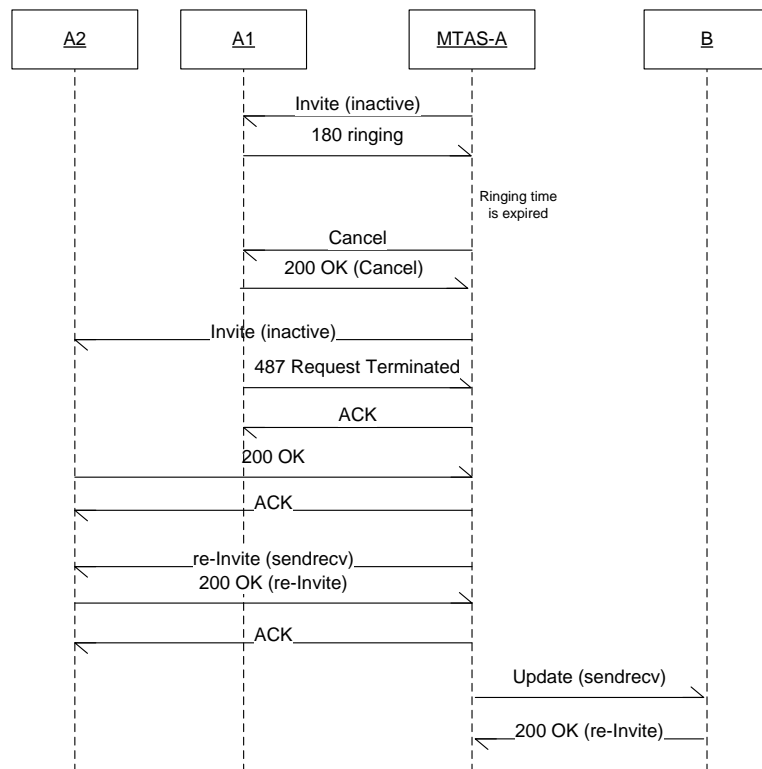 A2
A1
MTAS-A
B
Invite (inactive)
180 ringing
Ringing time
is expired
Cancel
200 OK (Cancel)
Invite (inactive)
487 Request Terminated
ACK
200 OK
ACK
re-Invite (sendrecv)
200 OK (re-Invite)
ACK
Update (sendrecv)
200 OK (re-Invite)